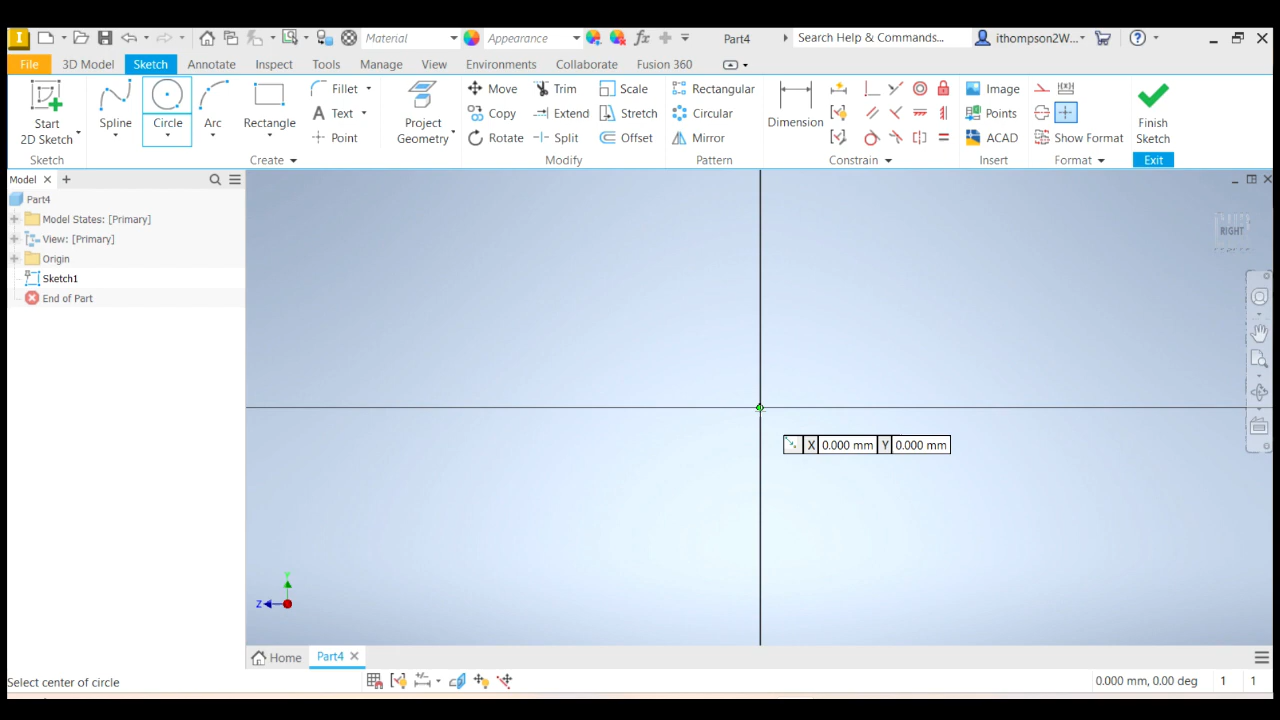 I Material Appearance fx Part4 Search Help & Commands... ithompson2W...
File 3D Model Sketch Annotate Inspect Tools Manage View Environments Collaborate Fusion 360
Start 2D Sketch Spline Circle Arc Rectangle Fillet Text Point Project Geometry Move Copy Rotate Trim Extend Split Scale Stretch Offset Rectangular Circular Mirror Dimension Image Points ACAD Show Format Finish Sketch
Sketch Create Modify Pattern Constrain Insert Format Exit
Model
Part4
Model States: [Primary]
View: [Primary]
Origin
Sketch1
End of Part
RIGHT
X 0.000 mm Y 0.000 mm
Y
Z
Home Part4
Select center of circle 0.000 mm, 0.00 deg 1 1